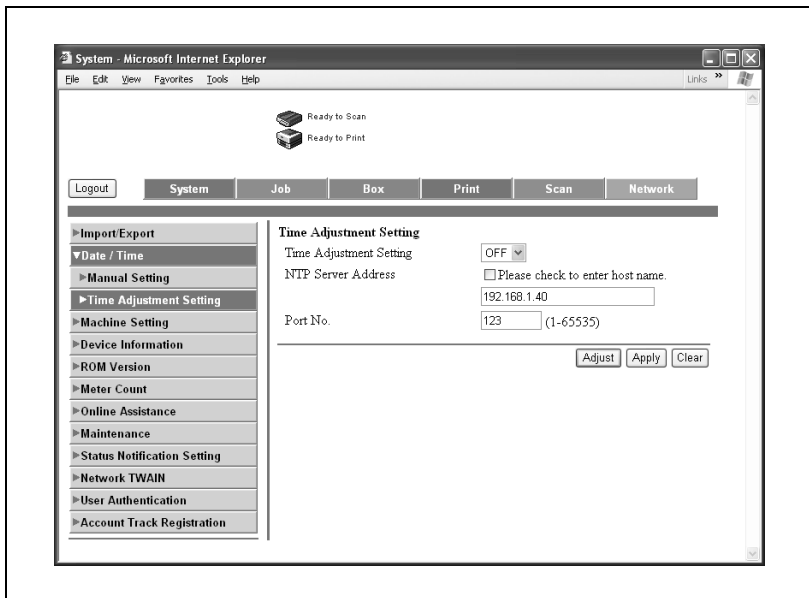 System - Microsoft Internet Explorer
File Edit View Favorites Tools Help Links »
Ready to Scan
Ready to Print
Logout System Job Box Print Scan Network
Import/Export
Date / Time
Manual Setting
Time Adjustment Setting
Machine Setting
Device Information
ROM Version
Meter Count
Online Assistance
Maintenance
Status Notification Setting
Network TWAIN
User Authentication
Account Track Registration
Time Adjustment Setting
Time Adjustment Setting OFF
NTP Server Address Please check to enter host name.
192.168.1.40
Port No. 123 (1-65535)
Adjust Apply Clear